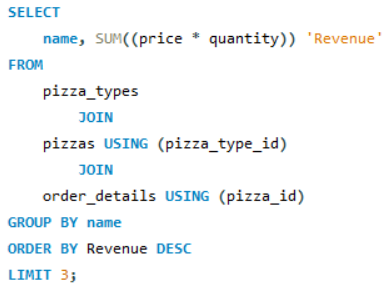 SELECT
name, SUM((price * quantity)) 'Revenue'
FROM
pizza_types
JOIN
pizzas USING (pizza_type_id)
JOIN
order_details USING (pizza_id)
GROUP BY name
ORDER BY Revenue DESC
LIMIT 3;